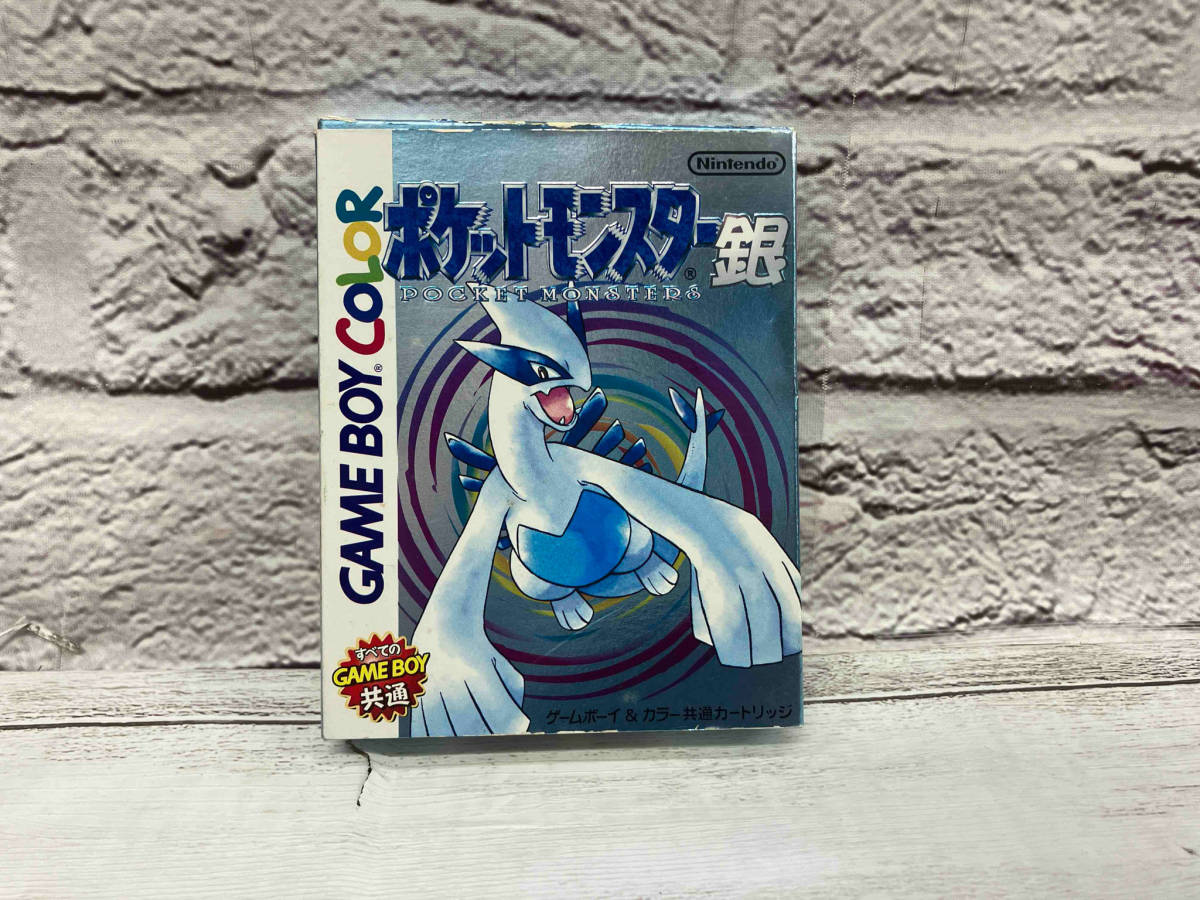 Nintendo
ポケットモンスター銀
POCKET MONSTERS
GAME BOY COLOR
すべての
GAME BOY
共通
ゲームボーイ & カラー共通カートリッジ